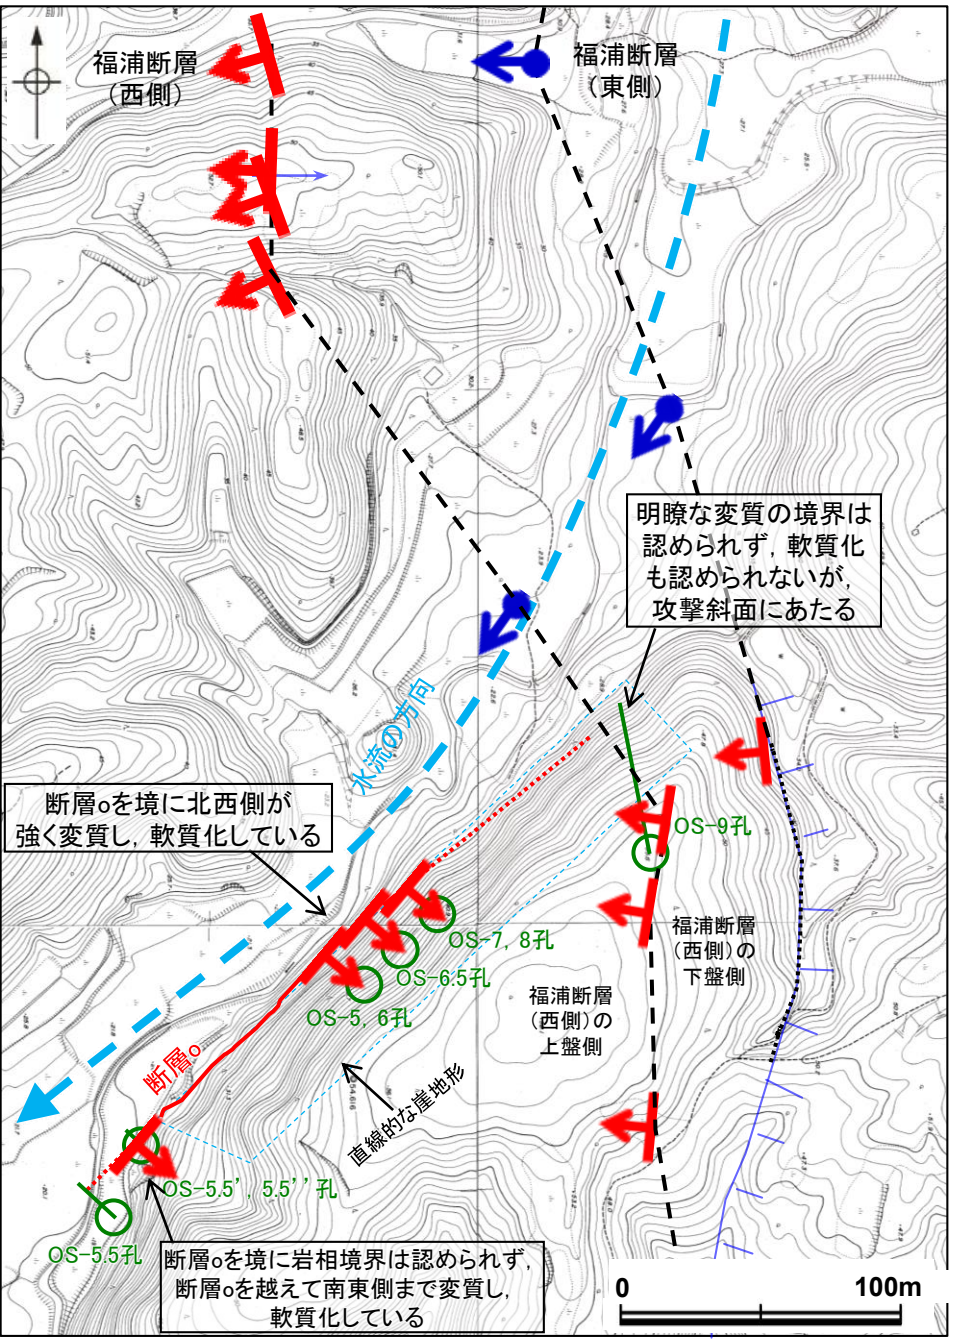 福浦断層
（西側）
福浦断層
（東側）
明瞭な変質の境界は
認められず，軟質化
も認められないが，
攻撃斜面にあたる
水流の方向
断層oを境に北西側が
強く変質し，軟質化している
OS-9孔
OS-7, 8孔
OS-6.5孔
OS-5, 6孔
福浦断層
（西側）の
下盤側
福浦断層
（西側）の
上盤側
断層o
直線的な崖地形
OS-5.5', 5.5''孔
OS-5.5孔
断層oを境に岩相境界は認められず，
断層oを越えて南東側まで変質し，
軟質化している
0 100m